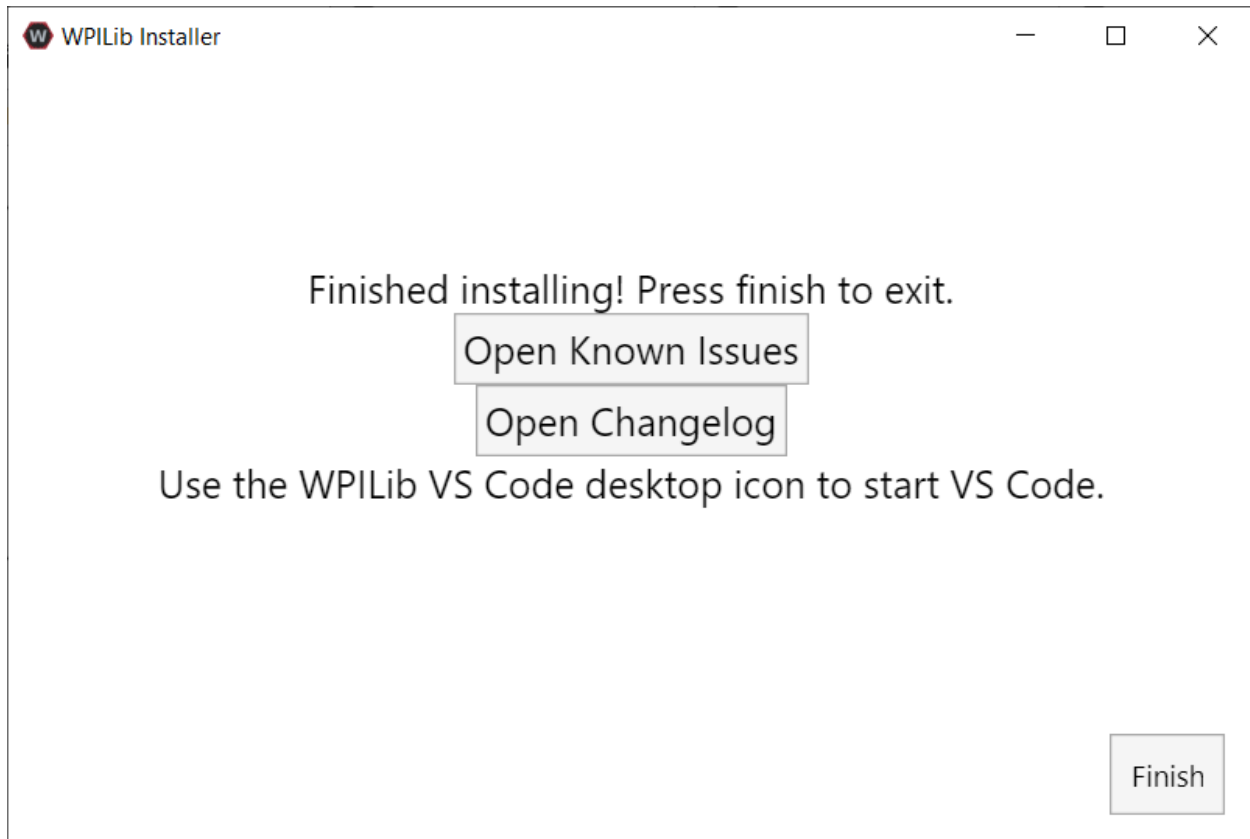 W WPILib Installer
Finished installing! Press finish to exit.
Open Known Issues
Open Changelog
Use the WPILib VS Code desktop icon to start VS Code.
Finish